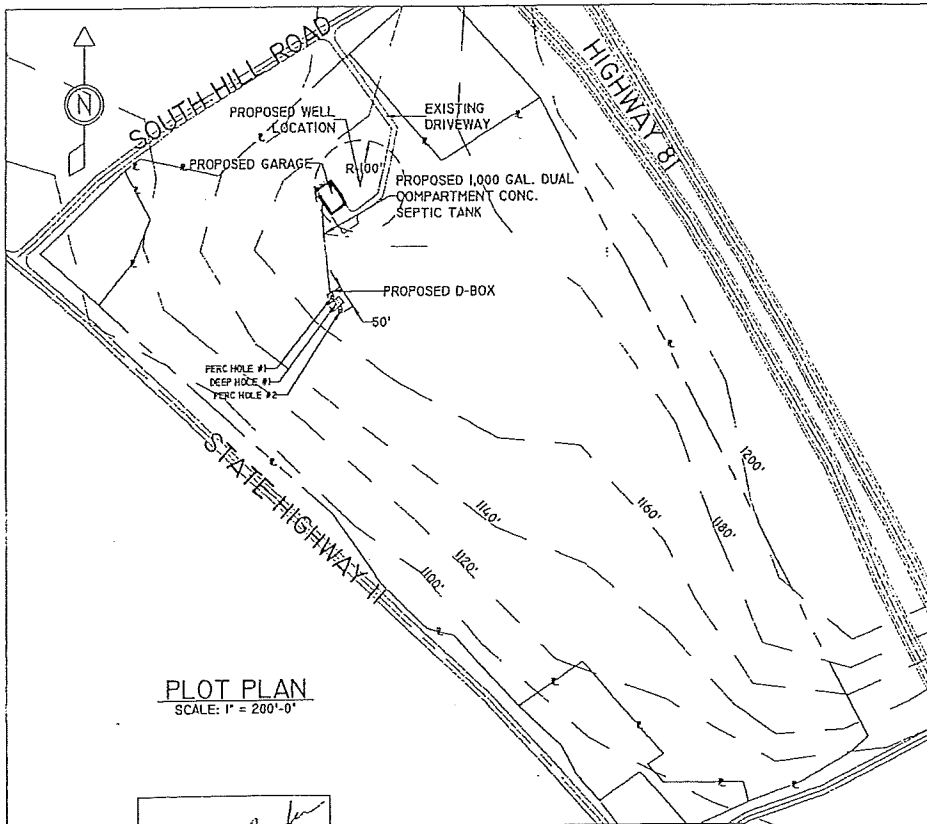 N
SOUTH HILL ROAD
HIGHWAY 81
PROPOSED WELL
LOCATION
EXISTING
DRIVEWAY
PROPOSED GARAGE
R-100'
PROPOSED 1,000 GAL. DUAL
COMPARTMENT CONC.
SEPTIC TANK
PROPOSED D-BOX
50'
PERC HOLE #1
DEEP HOLE #1
PERC HOLE #2
STATE HIGHWAY 11
1200'
1140'
1160'
1180'
1120'
1100'
PLOT PLAN
SCALE: 1" = 200'-0"